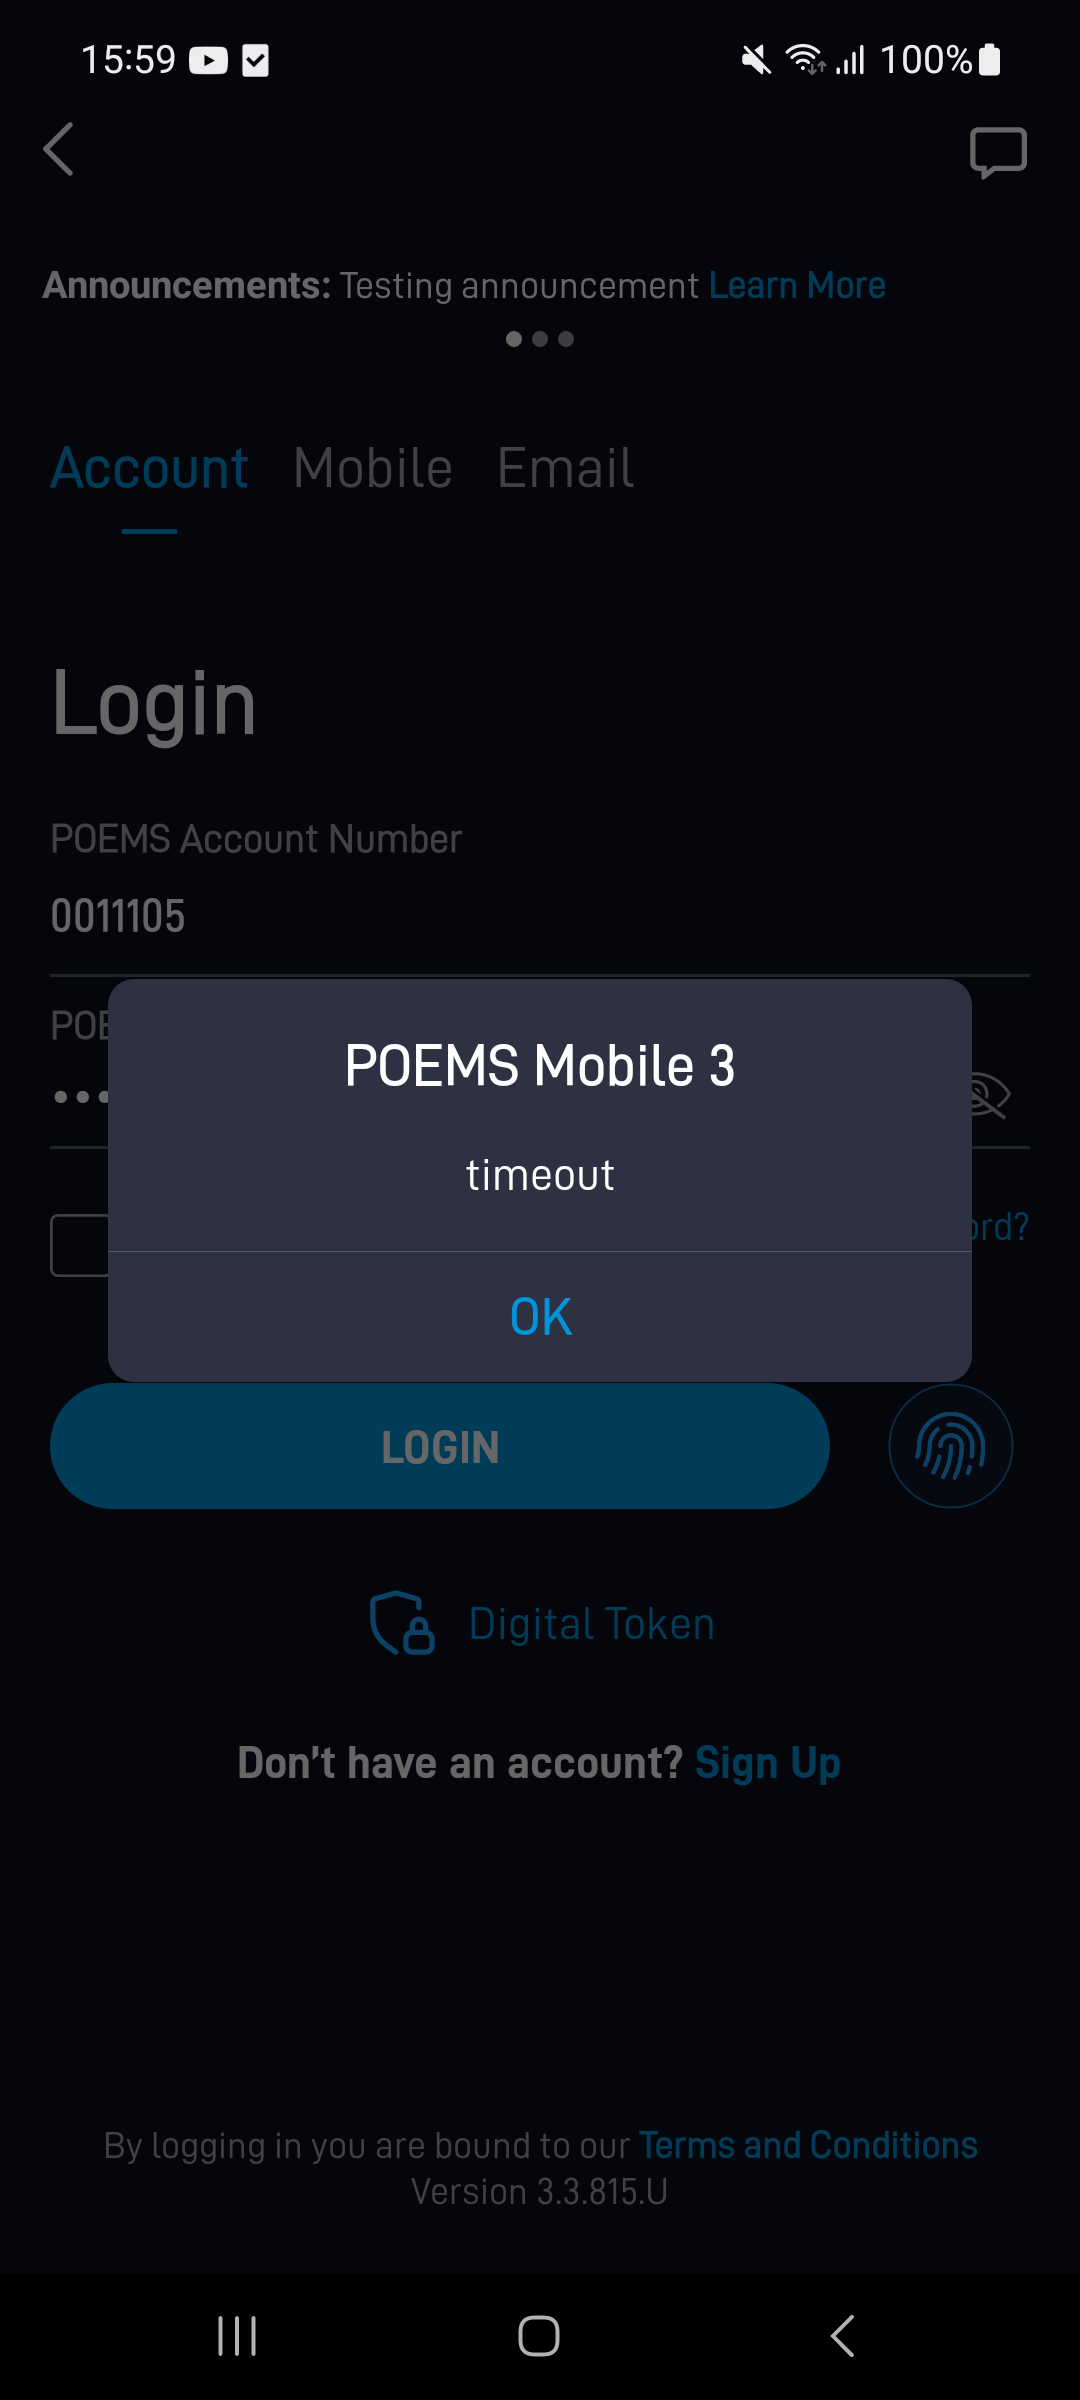 15:59
100%
Announcements: Testing announcement Learn More
Account Mobile Email
Login
POEMS Account Number
0011105
POEMS Mobile 3
timeout
OK
LOGIN
Digital Token
Don't have an account? Sign Up
By logging in you are bound to our Terms and Conditions
Version 3.3.815.U